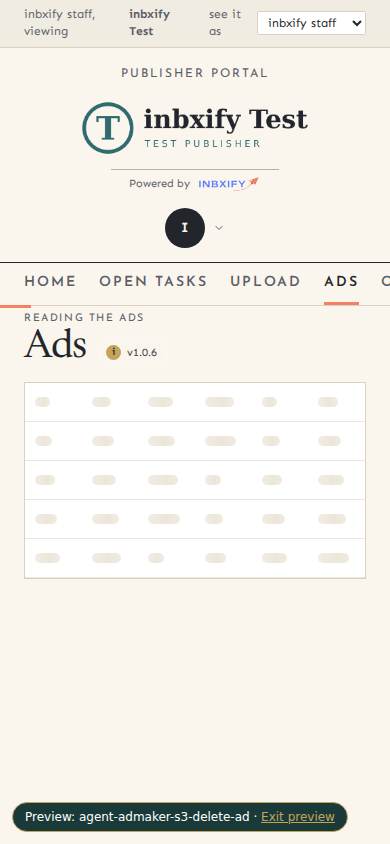 inbxify staff, viewing
inbxify Test
see it as
inbxify staff
PUBLISHER PORTAL
T
inbxify Test
TEST PUBLISHER
Powered by INBXIFY
I
HOME OPEN TASKS UPLOAD ADS
READING THE ADS
Ads
i v1.0.6
Preview: agent-admaker-s3-delete-ad · Exit preview